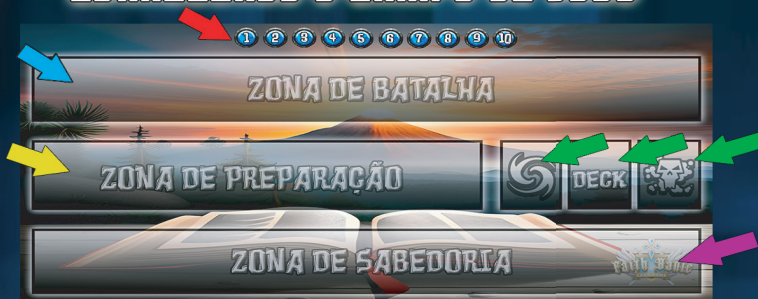 1 2 3 4 5 6 7 8 9 10
ZONA DE BATALHA
ZONA DE PREPARAÇÃO
DECK
ZONA DE SABEDORIA